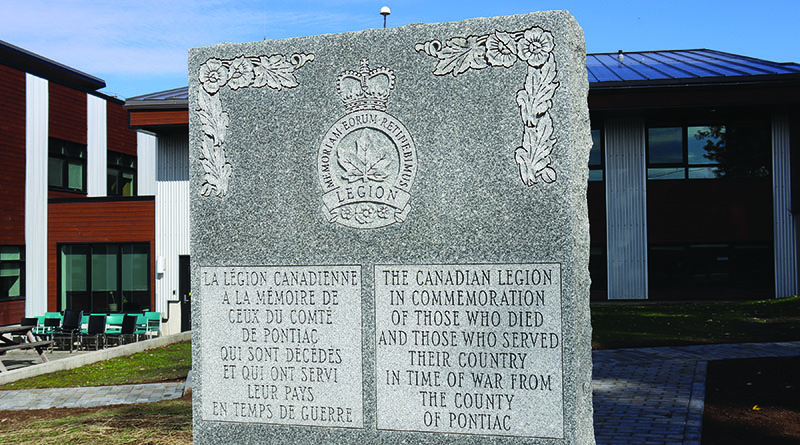 MEMORIAM EORUM RETINEBIMUS
LEGION
LA LÉGION CANADIENNE
A LA MÉMOIRE DE
CEUX DU COMTÉ
DE PONTIAC
QUI SONT DÉCÉDÉS
ET QUI ONT SERVI
LEUR PAYS
EN TEMPS DE GUERRE
THE CANADIAN LEGION
IN COMMEMORATION
OF THOSE WHO DIED
AND THOSE WHO SERVED
THEIR COUNTRY
IN TIME OF WAR FROM
THE COUNTY
OF PONTIAC